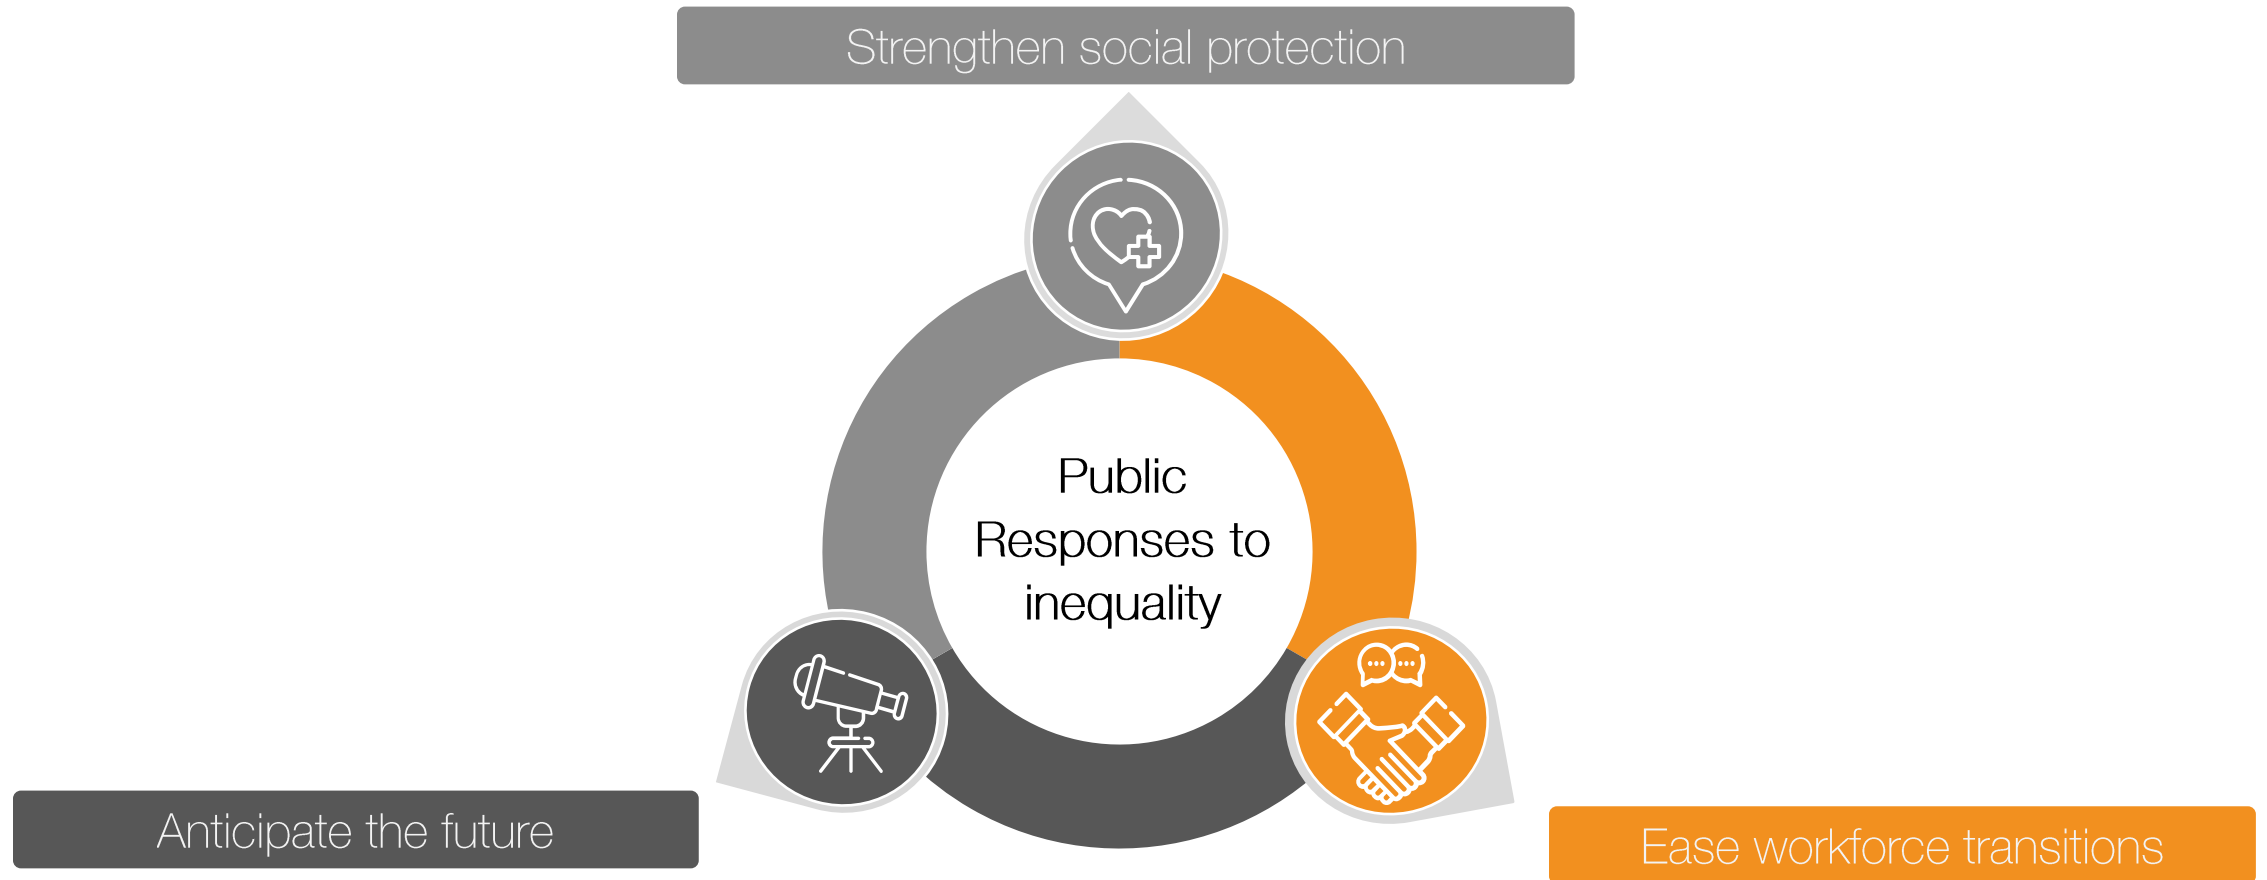 Strengthen social protection
Public
Responses to
inequality
Anticipate the future
Ease workforce transitions